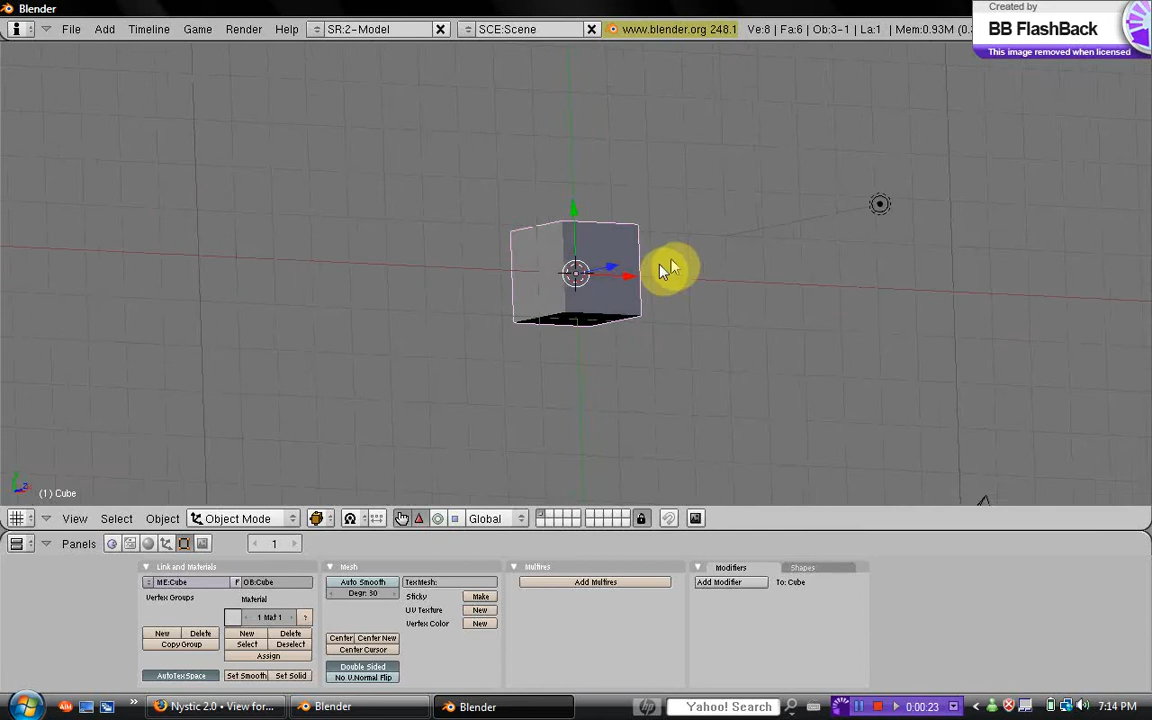 Blender
Created by
BB FlashBack
This image removed when licensed
File Add Timeline Game Render Help SR:2-Model SCE:Scene www.blender.org 248.1 Ve:8 | Fa:6 | Ob:3-1 | La:1 | Mem:0.93M (0.
(1) Cube
View Select Object Object Mode Global
Panels 1
Link and Materials Mesh Multires Modifiers Shapes
ME:Cube F OB:Cube Auto Smooth TexMesh: Add Multires Add Modifier To: Cube
Degr: 30 Sticky Make
Vertex Groups Material
UV Texture New
1 Mat 1 ?
Vertex Color New
New Delete New Delete Center Center New
Copy Group Select Deselect Center Cursor
Assign
Double Sided
AutoTexSpace Set Smooth Set Solid No V.Normal Flip
Nystic 2.0 • View for... Blender Blender hp Yahoo! Search 0:00:23 7:14 PM